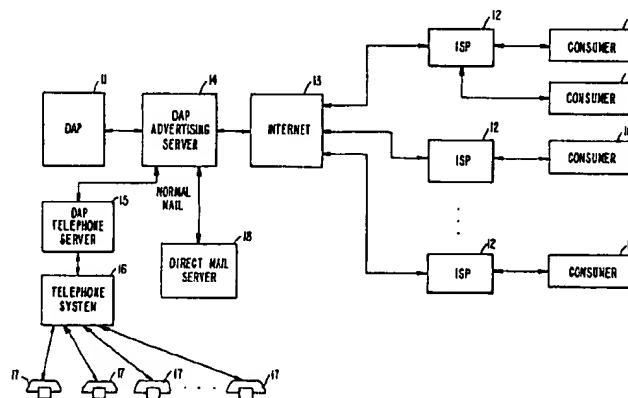 12
ISP
CONSUMER
11
14
13
DAP
DAP
ADVERTISING
SERVER
INTERNET
CONSUMER
12
ISP
CONSUMER
NORMAL
MAIL
15
DAP
TELEPHONE
SERVER
18
DIRECT MAIL
SERVER
12
ISP
CONSUMER
16
TELEPHONE
SYSTEM
17
17
17
17